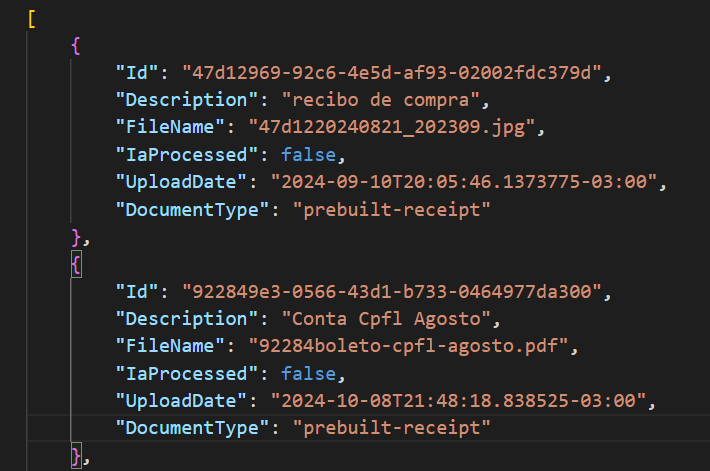 [
{
"Id": "47d12969-92c6-4e5d-af93-02002fdc379d",
"Description": "recibo de compra",
"FileName": "47d1220240821_202309.jpg",
"IaProcessed": false,
"UploadDate": "2024-09-10T20:05:46.1373775-03:00",
"DocumentType": "prebuilt-receipt"
},
{
"Id": "922849e3-0566-43d1-b733-0464977da300",
"Description": "Conta Cpfl Agosto",
"FileName": "92284boleto-cpfl-agosto.pdf",
"IaProcessed": false,
"UploadDate": "2024-10-08T21:48:18.838525-03:00",
"DocumentType": "prebuilt-receipt"
},